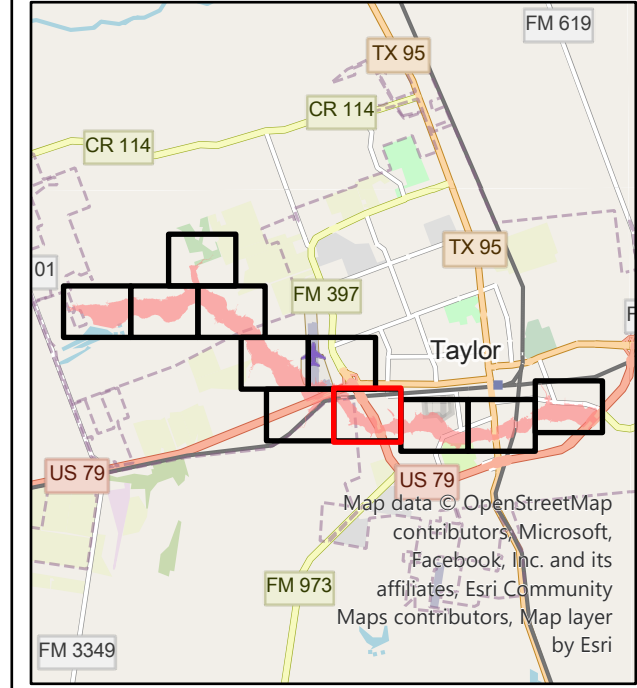 FM 619
TX 95
CR 114
CR 114
TX 95
01
FM 397
F
Taylor
US 79
US 79
Map data © OpenStreetMap
contributors, Microsoft,
Facebook, Inc. and its
affiliates, Esri Community
Maps contributors, Map layer
by Esri
FM 973
FM 3349